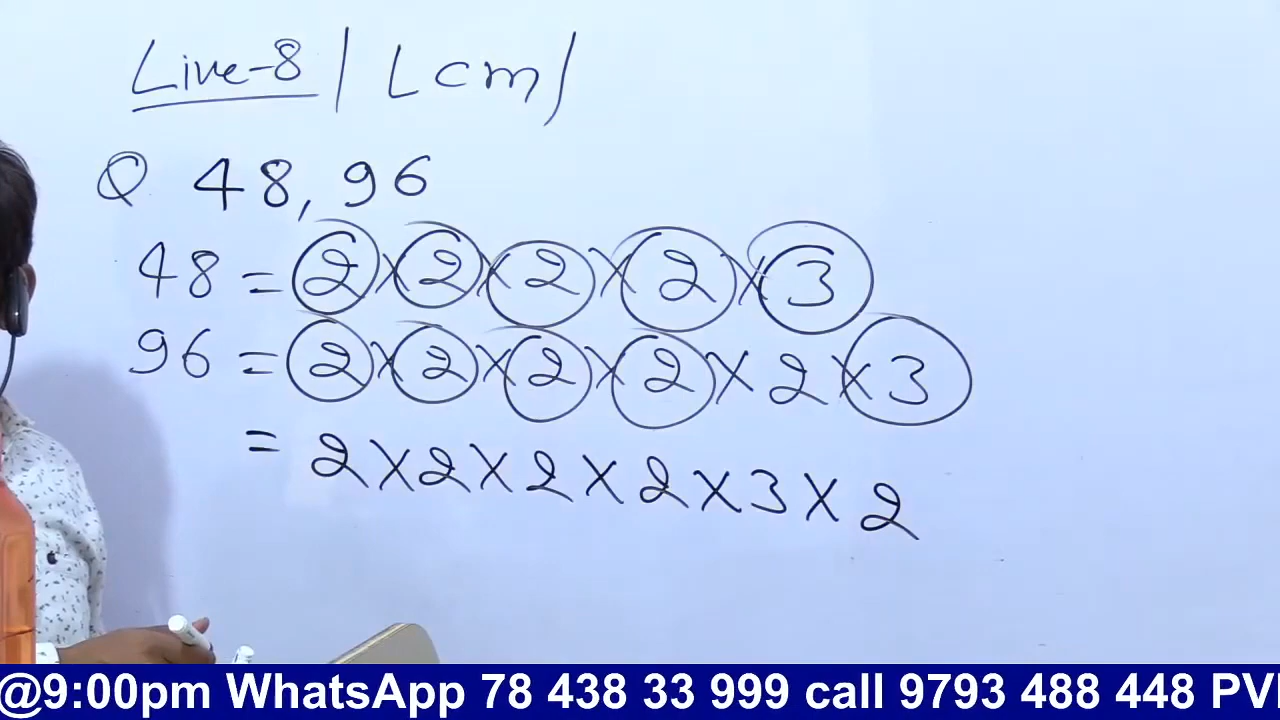 Live-8 / Lcm /
Q 48, 96
48 = 2×2×2×2×3
96 = 2×2×2×2×2×3
= 2×2×2×2×3×2
@9:00pm WhatsApp 78 438 33 999 call 9793 488 448 PV